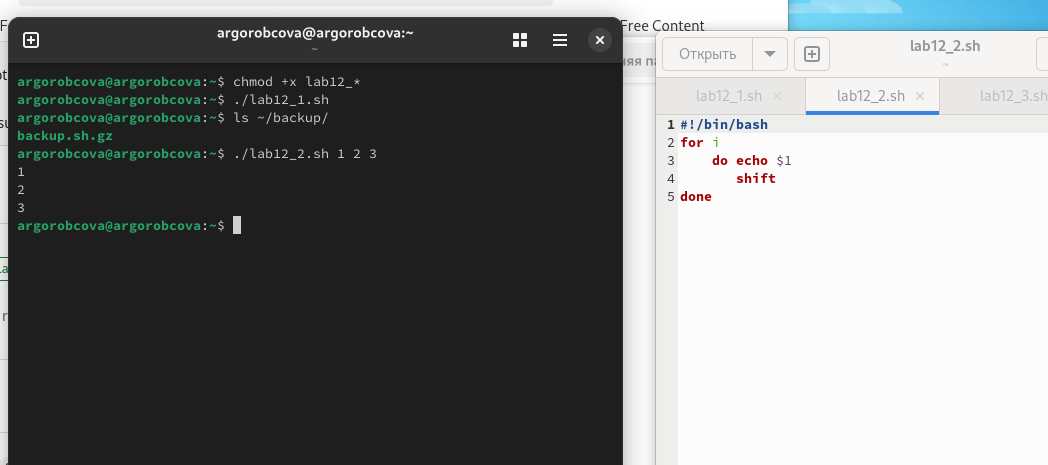 Free Content
argorobcova@argorobcova:~
~
argorobcova@argorobcova:~$ chmod +x lab12_*
argorobcova@argorobcova:~$ ./lab12_1.sh
argorobcova@argorobcova:~$ ls ~/backup/
backup.sh.gz
argorobcova@argorobcova:~$ ./lab12_2.sh 1 2 3
1
2
3
argorobcova@argorobcova:~$
Открыть
lab12_2.sh
~
lab12_1.sh
lab12_2.sh
lab12_3.sh
1 #!/bin/bash
2 for i
3     do echo $1
4        shift
5 done